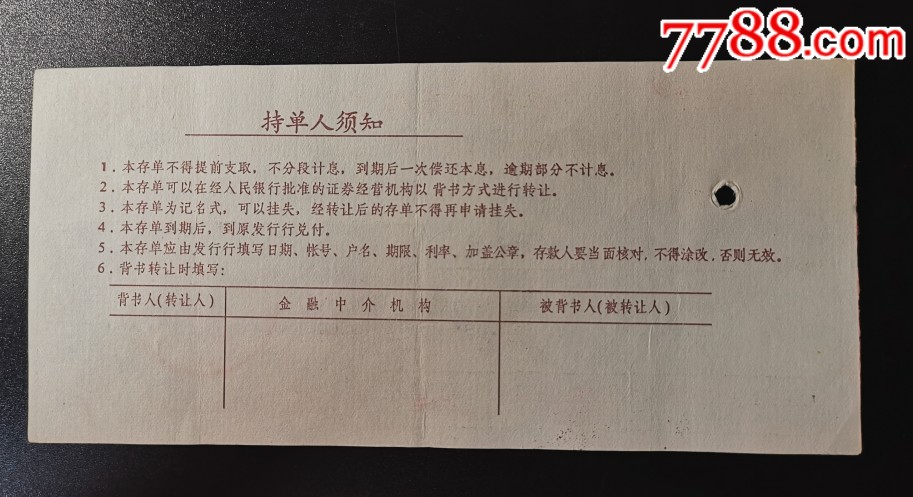 7788.com
持单人须知
1．本存单不得提前支取，不分段计息，到期后一次偿还本息，逾期部分不计息。
2．本存单可以在经人民银行批准的证券经营机构以背书方式进行转让。
3．本存单为记名式，可以挂失，经转让后的存单不得再申请挂失。
4．本存单到期后，到原发行行兑付。
5．本存单应由发行行填写日期、帐号、户名、期限、利率、加盖公章，存款人要当面核对，不得涂改．否则无效。
6．背书转让时填写：
背书人(转让人) 金融中介机构 被背书人(被转让人)